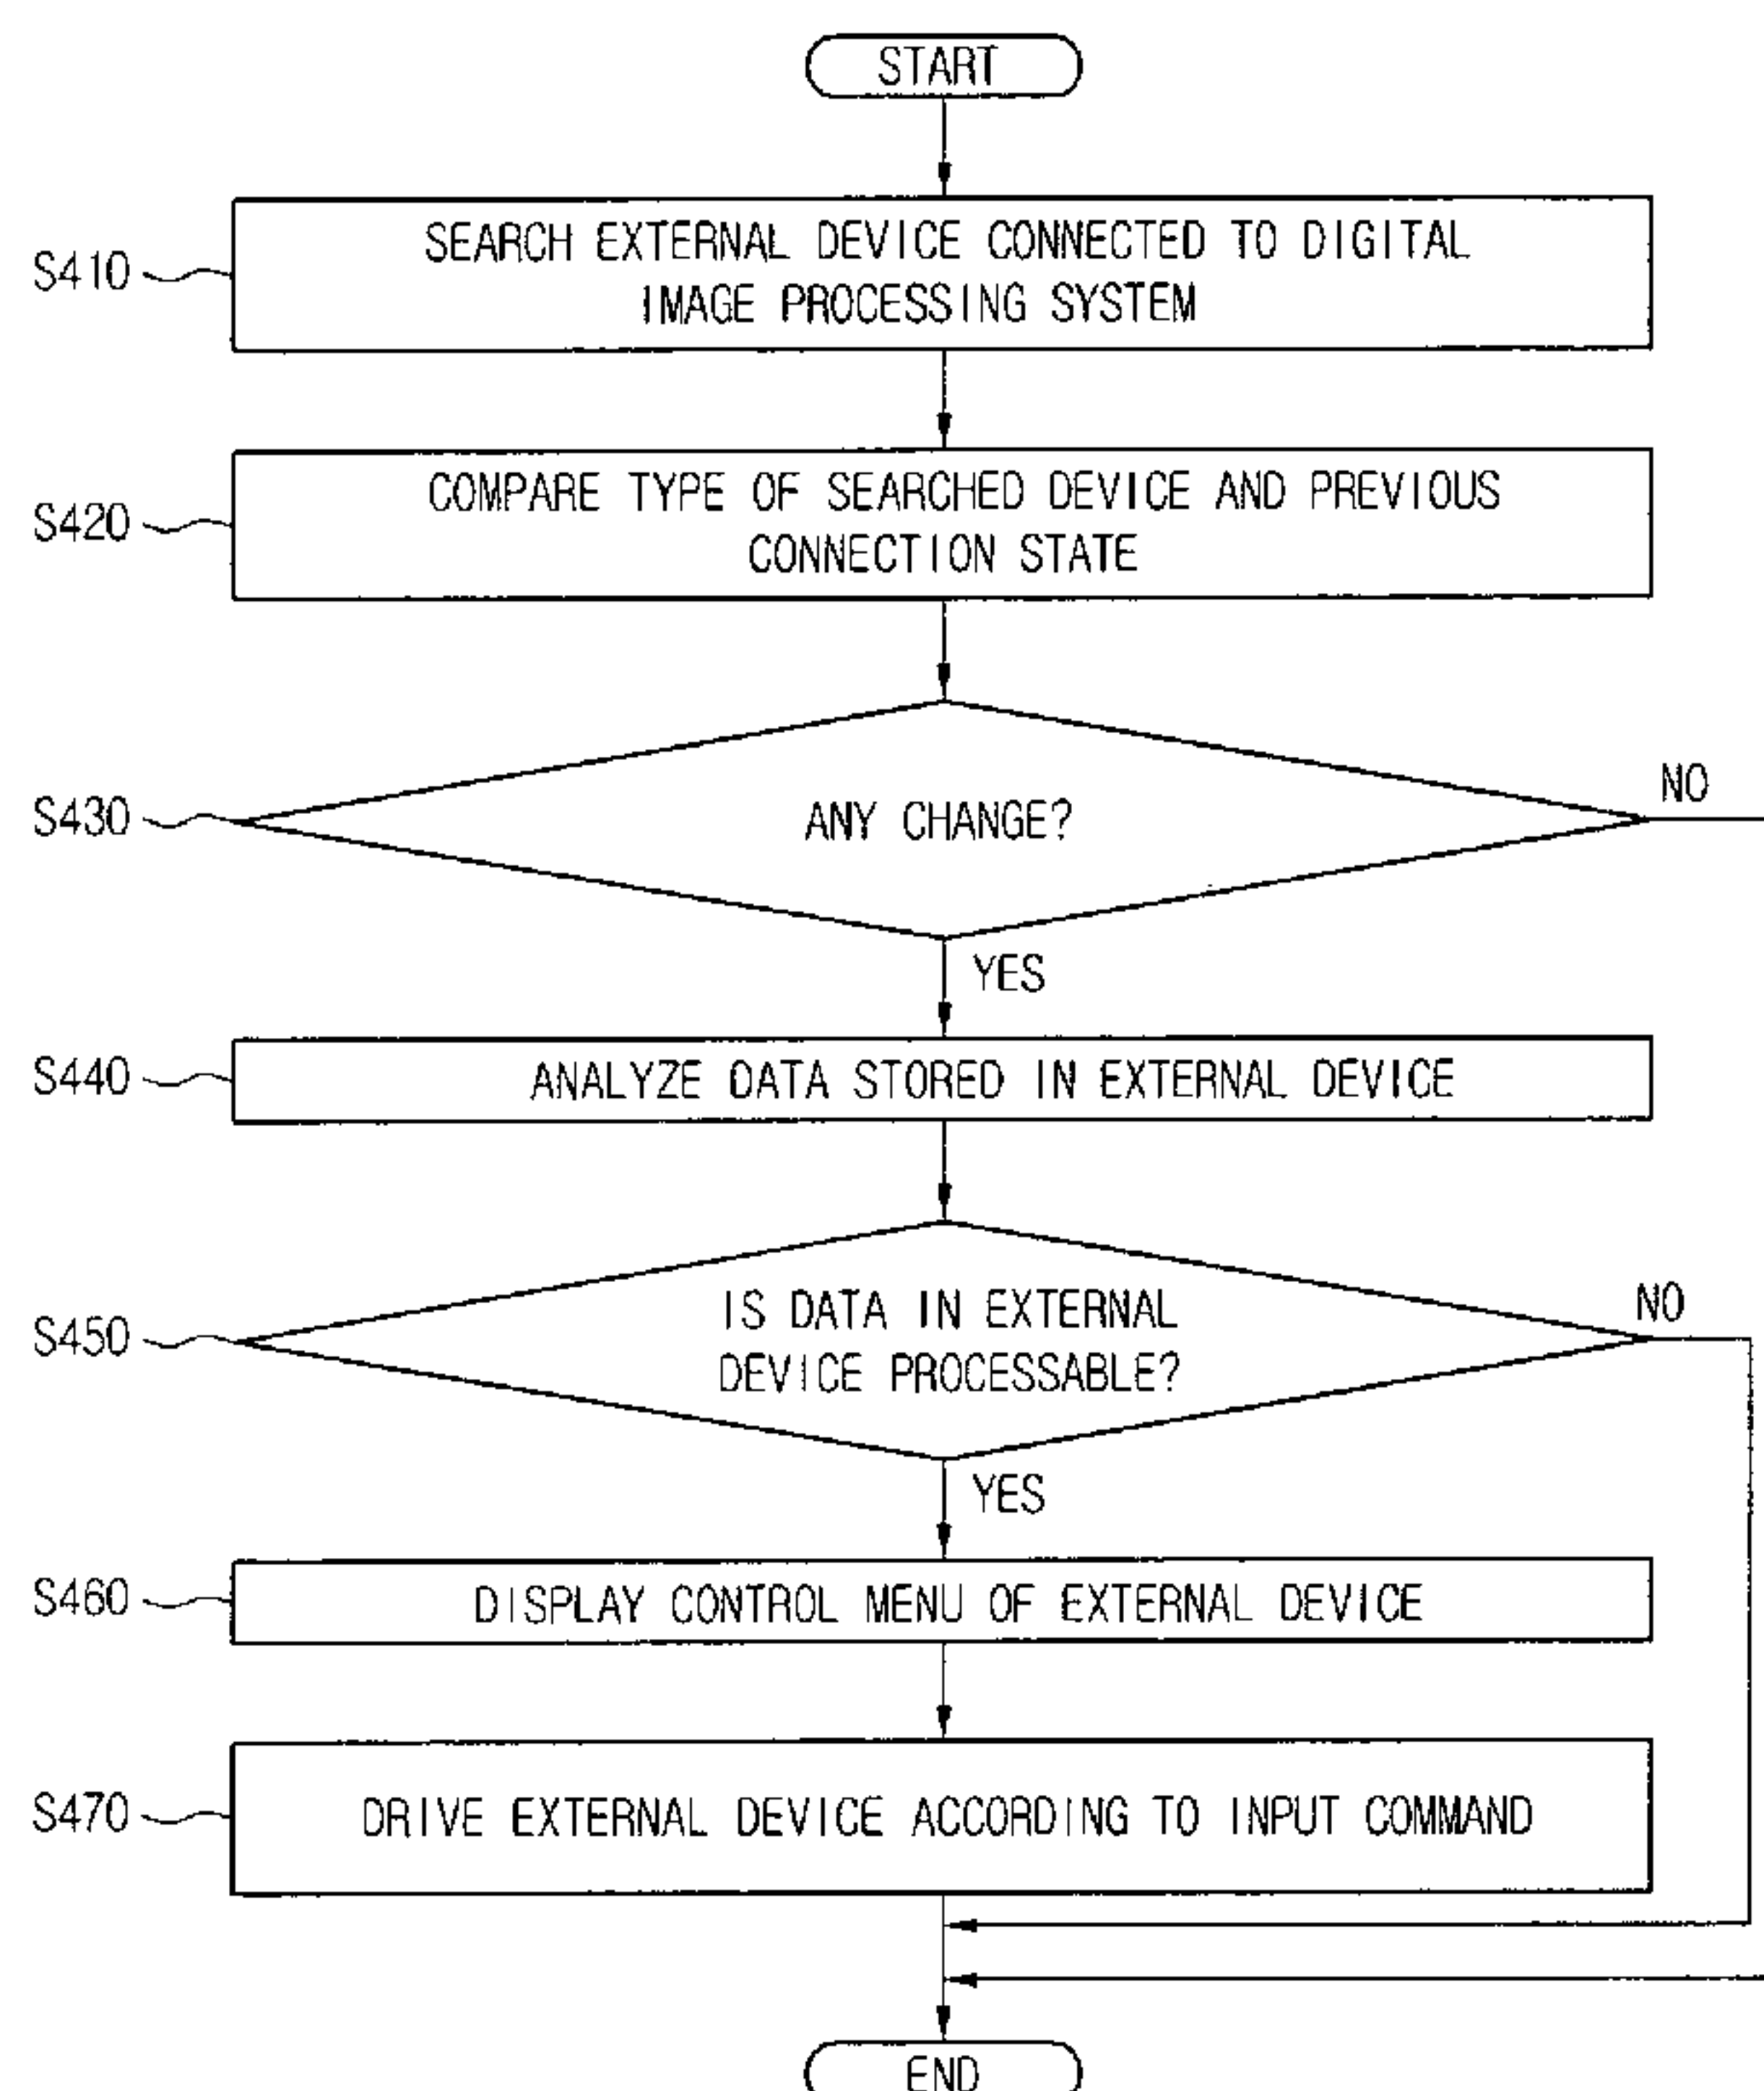 START
S410
SEARCH EXTERNAL DEVICE CONNECTED TO DIGITAL
IMAGE PROCESSING SYSTEM
S420
COMPARE TYPE OF SEARCHED DEVICE AND PREVIOUS
CONNECTION STATE
S430
ANY CHANGE?
NO
YES
S440
ANALYZE DATA STORED IN EXTERNAL DEVICE
S450
IS DATA IN EXTERNAL
DEVICE PROCESSABLE?
NO
YES
S460
DISPLAY CONTROL MENU OF EXTERNAL DEVICE
S470
DRIVE EXTERNAL DEVICE ACCORDING TO INPUT COMMAND
END